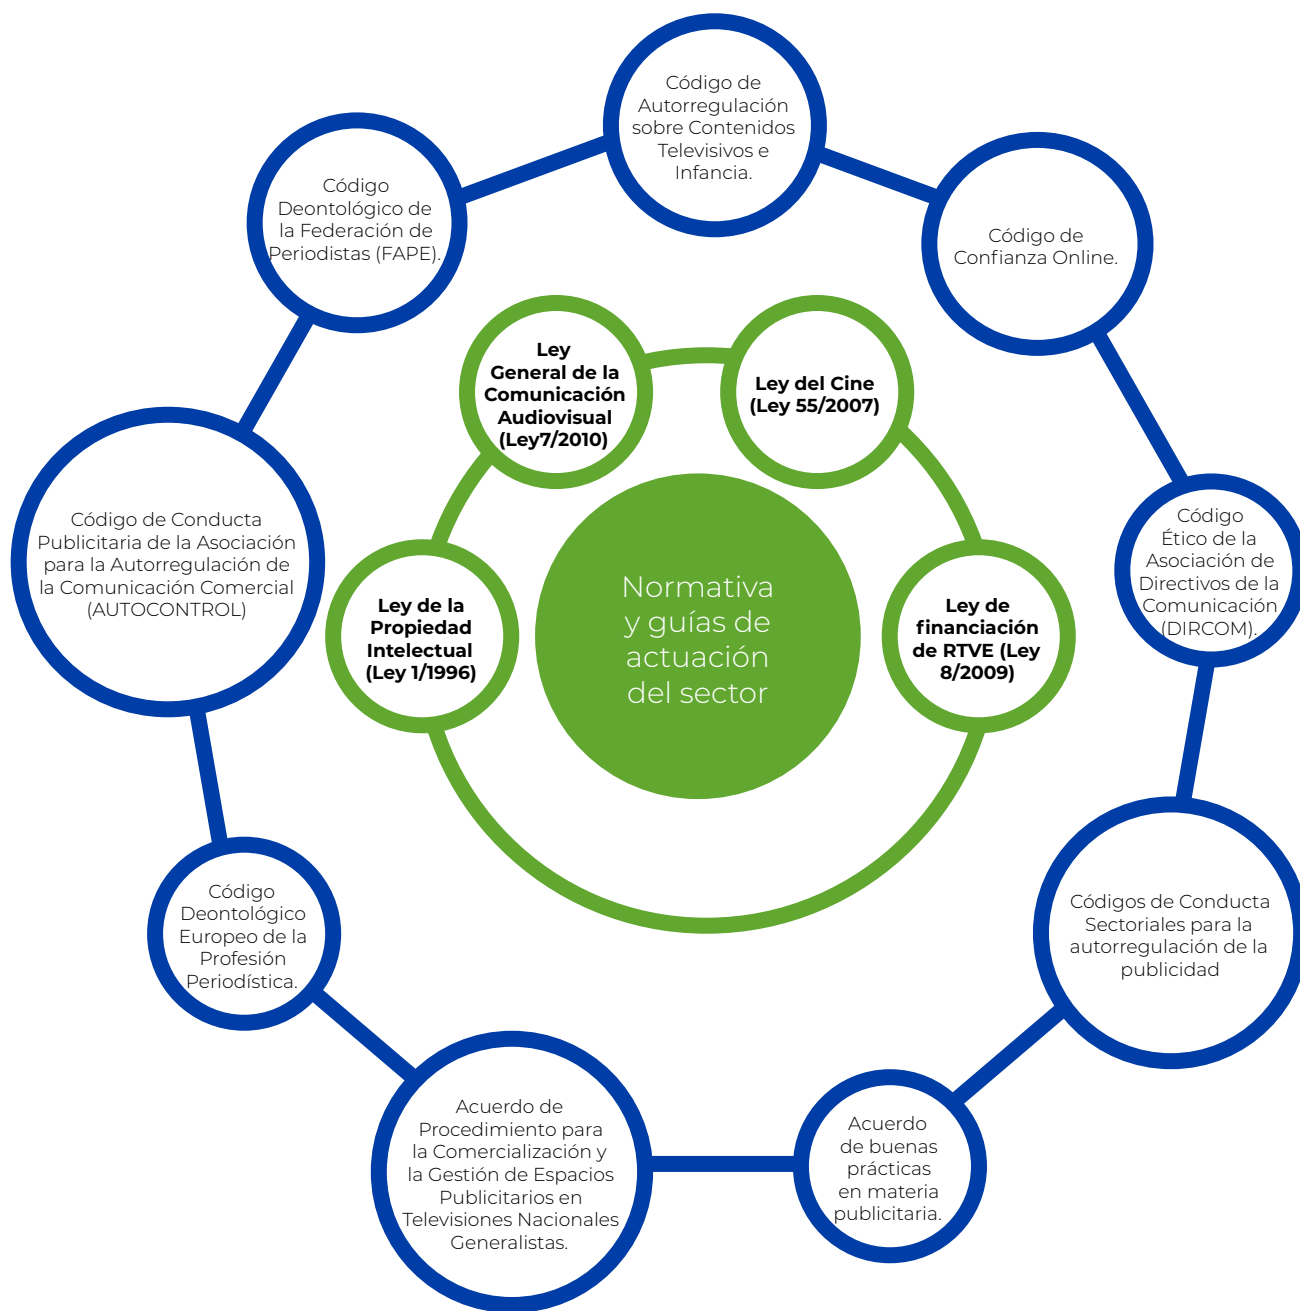 Código de
Autorregulación
sobre Contenidos
Televisivos e
Infancia.
Código
Deontológico de
la Federación de
Periodistas (FAPE).
Código de
Confianza Online.
Ley
General de la
Comunicación
Audiovisual
(Ley7/2010)
Ley del Cine
(Ley 55/2007)
Código de Conducta
Publicitaria de la Asociación
para la Autorregulación de
la Comunicación Comercial
(AUTOCONTROL)
Código
Ético de la
Asociación de
Directivos de la
Comunicación
(DIRCOM).
Ley de la
Propiedad
Intelectual
(Ley 1/1996)
Normativa
y guías de
actuación
del sector
Ley de
financiación
de RTVE (Ley
8/2009)
Código
Deontológico
Europeo de la
Profesión
Periodística.
Códigos de Conducta
Sectoriales para la
autorregulación de la
publicidad
Acuerdo de
Procedimiento para
la Comercialización y
la Gestión de Espacios
Publicitarios en
Televisiones Nacionales
Generalistas.
Acuerdo
de buenas
prácticas
en materia
publicitaria.